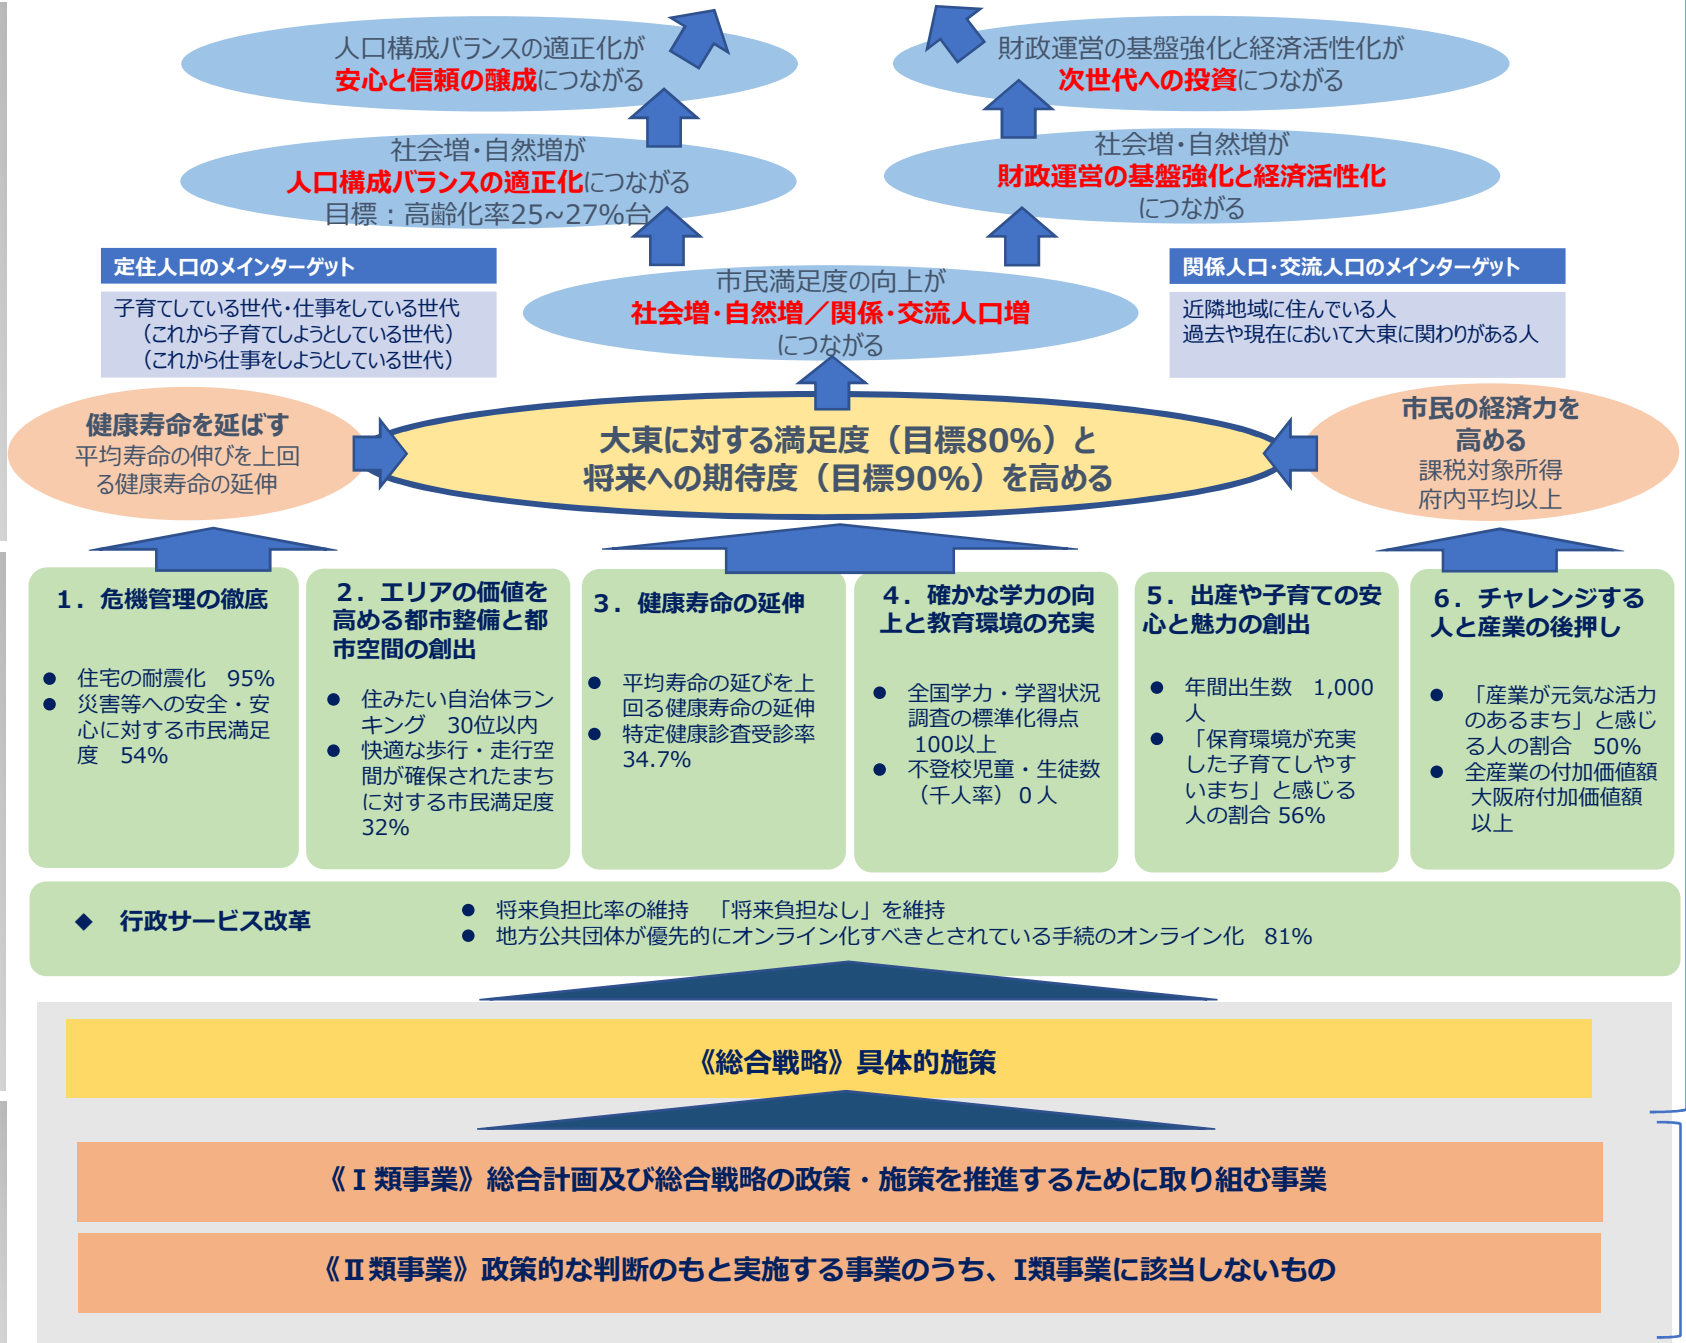 人口構成バランスの適正化が
安心と信頼の醸成につながる
財政運営の基盤強化と経済活性化が
次世代への投資につながる
社会増・自然増が
人口構成バランスの適正化につながる
目標：高齢化率25~27%台
社会増・自然増が
財政運営の基盤強化と経済活性化
につながる
定住人口のメインターゲット
子育てしている世代・仕事をしている世代
（これから子育てしようとしている世代）
（これから仕事をしようとしている世代）
市民満足度の向上が
社会増・自然増／関係・交流人口増
につながる
関係人口・交流人口のメインターゲット
近隣地域に住んでいる人
過去や現在において大東に関わりがある人
健康寿命を延ばす
平均寿命の伸びを上回
る健康寿命の延伸
大東に対する満足度（目標80%）と
将来への期待度（目標90%）を高める
市民の経済力を
高める
課税対象所得
府内平均以上
1．危機管理の徹底
● 住宅の耐震化　95%
● 災害等への安全・安
心に対する市民満足
度　54%
2．エリアの価値を
高める都市整備と都
市空間の創出
● 住みたい自治体ラン
キング　30位以内
● 快適な歩行・走行空
間が確保されたまち
に対する市民満足度
32%
3．健康寿命の延伸
● 平均寿命の延びを上
回る健康寿命の延伸
● 特定健康診査受診率
34.7%
4．確かな学力の向
上と教育環境の充実
● 全国学力・学習状況
調査の標準化得点
100以上
● 不登校児童・生徒数
（千人率）０人
5．出産や子育ての安
心と魅力の創出
● 年間出生数　1,000
人
● 「保育環境が充実
した子育てしやす
いまち」と感じる
人の割合 56%
6．チャレンジする
人と産業の後押し
● 「産業が元気な活力
のあるまち」と感じ
る人の割合　50%
● 全産業の付加価値額
大阪府付加価値額
以上
◆ 行政サービス改革
● 将来負担比率の維持　「将来負担なし」を維持
● 地方公共団体が優先的にオンライン化すべきとされている手続のオンライン化　81%
《総合戦略》具体的施策
《Ⅰ類事業》総合計画及び総合戦略の政策・施策を推進するために取り組む事業
《Ⅱ類事業》政策的な判断のもと実施する事業のうち、I類事業に該当しないもの